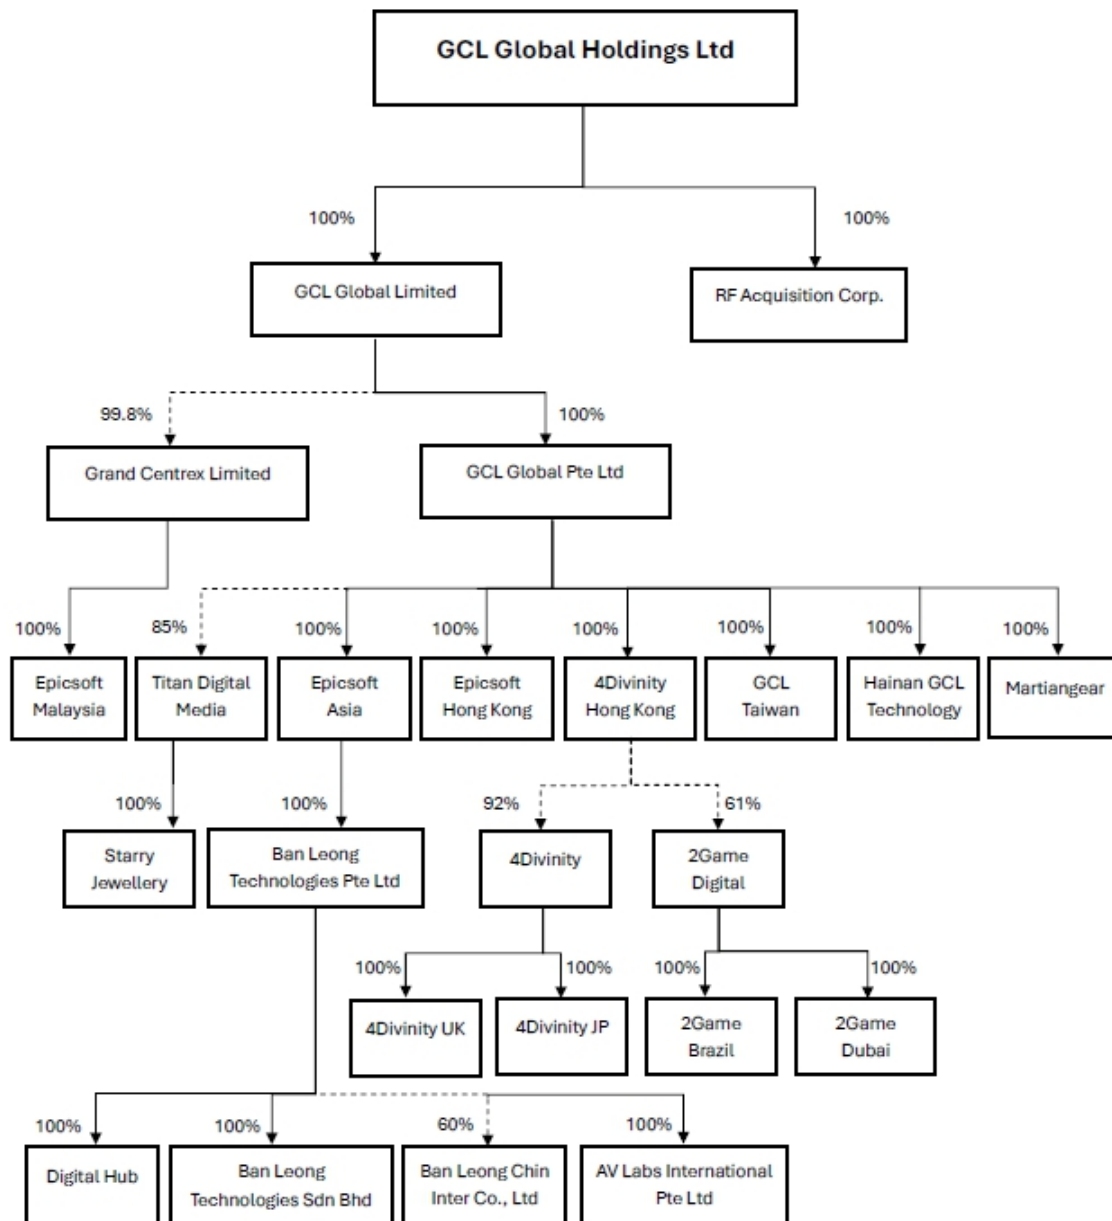 GCL Global Holdings Ltd
100%
100%
GCL Global Limited
RF Acquisition Corp.
99.8%
100%
Grand Centrex Limited
GCL Global Pte Ltd
100%
85%
100%
100%
100%
100%
100%
100%
Epicsoft
Malaysia
Titan Digital
Media
Epicsoft
Asia
Epicsoft
Hong Kong
4Divinity
Hong Kong
GCL
Taiwan
Hainan GCL
Technology
Martiangear
100%
100%
92%
61%
Starry
Jewellery
Ban Leong
Technologies Pte Ltd
4Divinity
2Game
Digital
100%
100%
100%
100%
4Divinity UK
4Divinity JP
2Game
Brazil
2Game
Dubai
100%
100%
60%
100%
Digital Hub
Ban Leong
Technologies Sdn Bhd
Ban Leong Chin
Inter Co., Ltd
AV Labs International
Pte Ltd